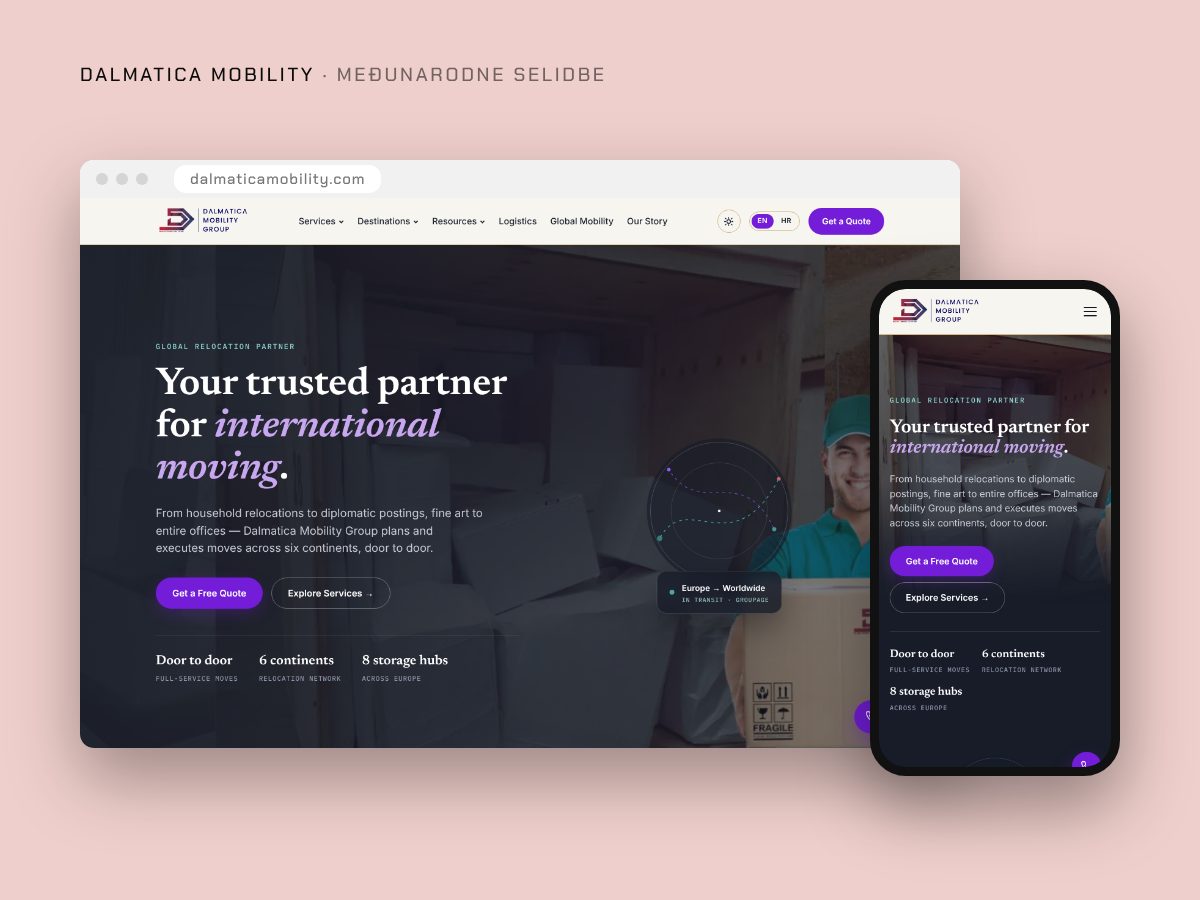 DALMATICA MOBILITY · MEĐUNARODNE SELIDBE
dalmaticamobility.com
DALMATICA
MOBILITY
GROUP
Services Destinations Resources Logistics Global Mobility Our Story EN HR Get a Quote
GLOBAL RELOCATION PARTNER
Your trusted partner
for international
moving.
From household relocations to diplomatic postings, fine art to
entire offices — Dalmatica Mobility Group plans and
executes moves across six continents, door to door.
Get a Free Quote Explore Services →
Door to door 6 continents 8 storage hubs
FULL-SERVICE MOVES RELOCATION NETWORK ACROSS EUROPE
Europe → Worldwide
IN TRANSIT · GROUPAGE
FRAGILE
DALMATICA
MOBILITY
GROUP
GLOBAL RELOCATION PARTNER
Your trusted partner for
international moving.
From household relocations to diplomatic
postings, fine art to entire offices — Dalmatica
Mobility Group plans and executes moves
across six continents, door to door.
Get a Free Quote
Explore Services →
Door to door 6 continents
FULL-SERVICE MOVES RELOCATION NETWORK
8 storage hubs
ACROSS EUROPE